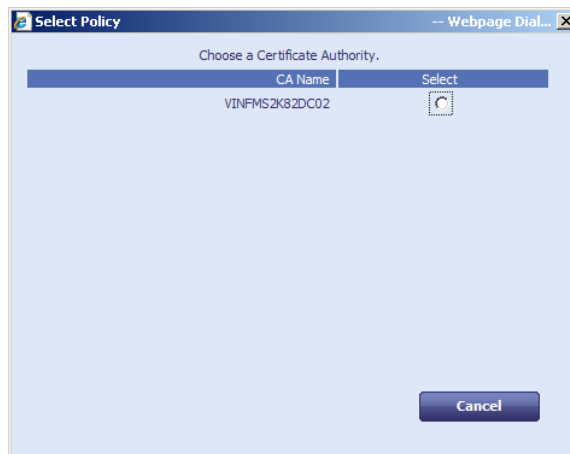 Select Policy -- Webpage Dial...
Choose a Certificate Authority.
CA Name Select
VINFMS2K82DC02
Cancel